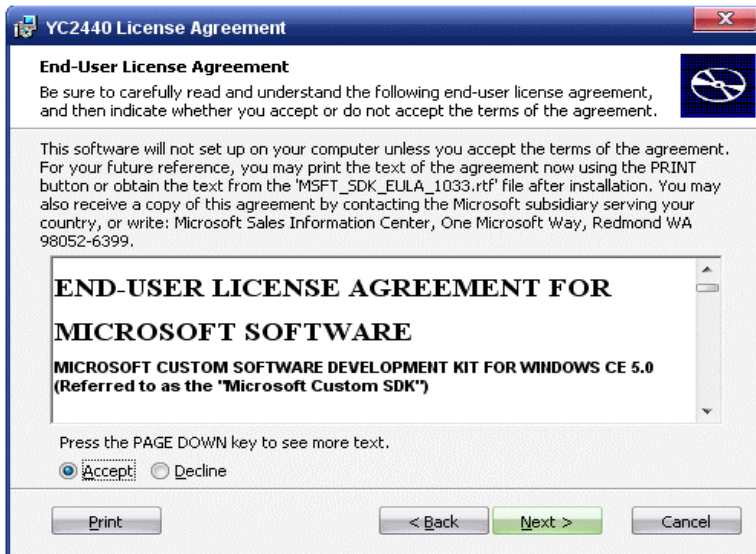 YC2440 License Agreement
End-User License Agreement
Be sure to carefully read and understand the following end-user license agreement,
and then indicate whether you accept or do not accept the terms of the agreement.
This software will not set up on your computer unless you accept the terms of the agreement.
For your future reference, you may print the text of the agreement now using the PRINT
button or obtain the text from the 'MSFT_SDK_EULA_1033.rtf' file after installation. You may
also receive a copy of this agreement by contacting the Microsoft subsidiary serving your
country, or write: Microsoft Sales Information Center, One Microsoft Way, Redmond WA
98052-6399.
END-USER LICENSE AGREEMENT FOR
MICROSOFT SOFTWARE
MICROSOFT CUSTOM SOFTWARE DEVELOPMENT KIT FOR WINDOWS CE 5.0
(Referred to as the "Microsoft Custom SDK")
Press the PAGE DOWN key to see more text.
Accept Decline
Print < Back Next > Cancel